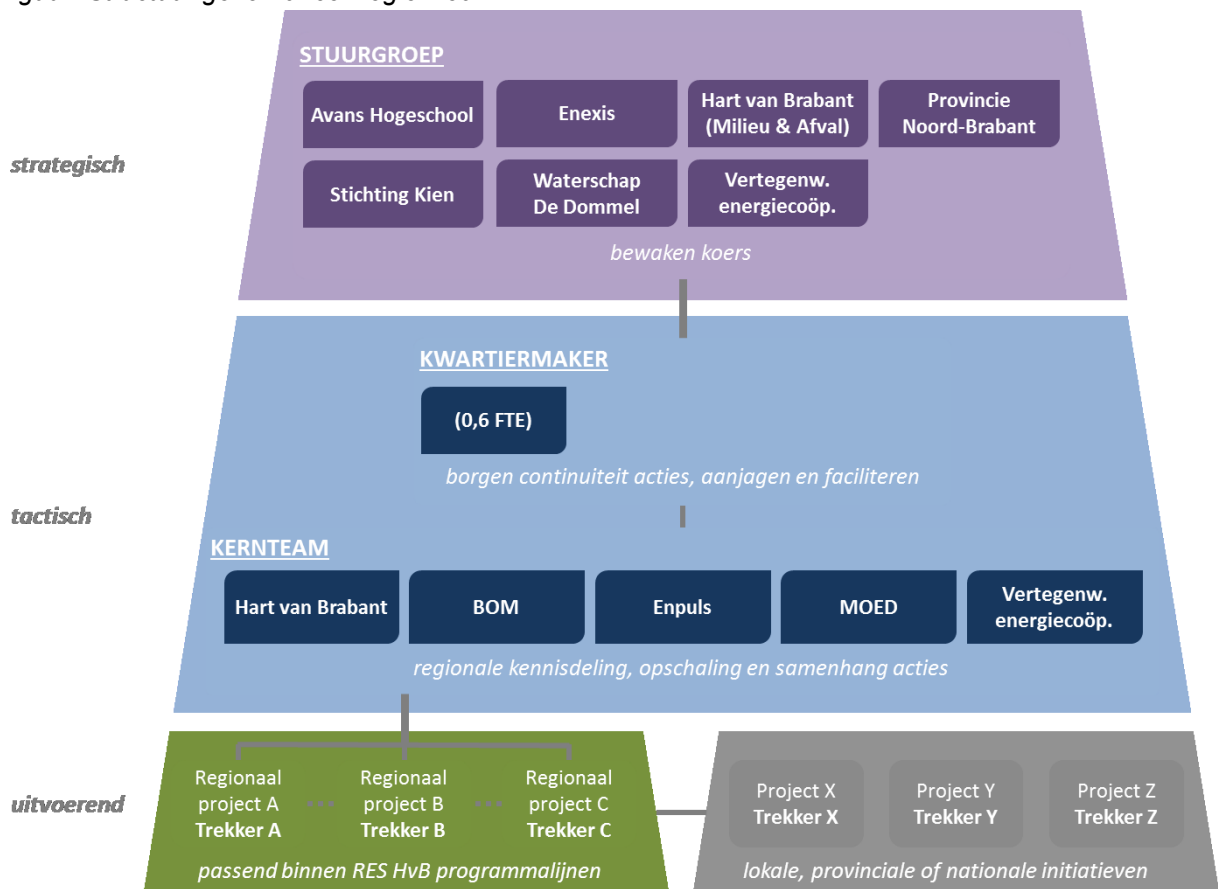 STUURGROEP
Avans Hogeschool
Enexis
Hart van Brabant
(Milieu & Afval)
Provincie
Noord-Brabant
strategisch
Stichting Kien
Waterschap
De Dommel
Vertegenw.
energiecoöp.
bewaken koers
KWARTIERMAKER
(0,6 FTE)
borgen continuiteit acties, aanjagen en faciliteren
tactisch
KERNTEAM
Hart van Brabant
BOM
Enpuls
MOED
Vertegenw.
energiecoöp.
regionale kennisdeling, opschaling en samenhang acties
uitvoerend
Regionaal
project A
Trekker A
Regionaal
project B
Trekker B
Regionaal
project C
Trekker C
passend binnen RES HvB programmalijnen
Project X
Trekker X
Project Y
Trekker Y
Project Z
Trekker Z
lokale, provinciale of nationale initiatieven